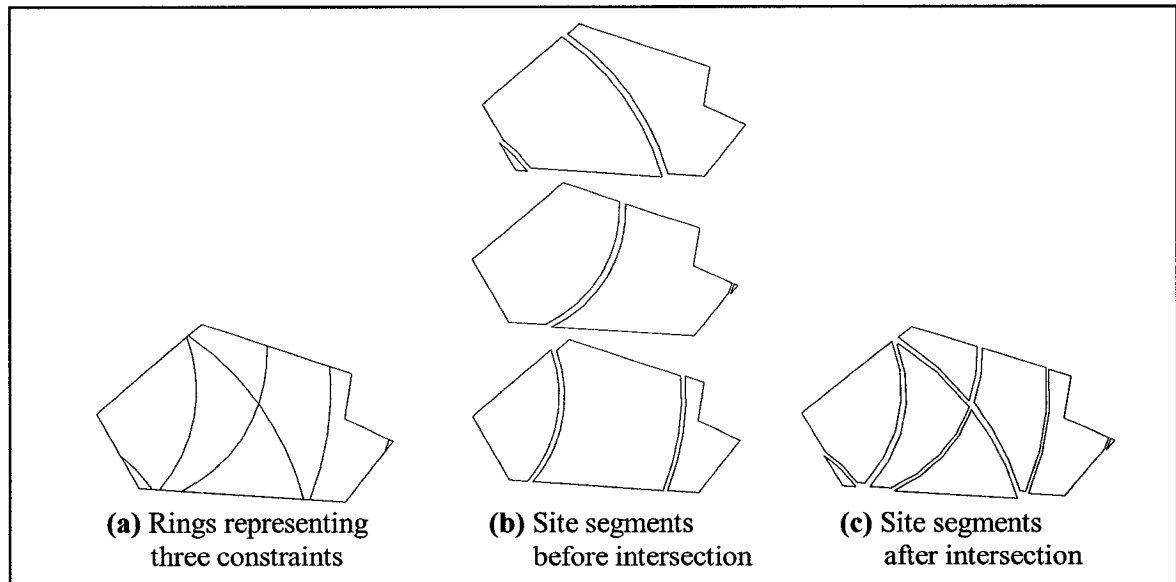 (a) Rings representing
three constraints
(b) Site segments
before intersection
(c) Site segments
after intersection